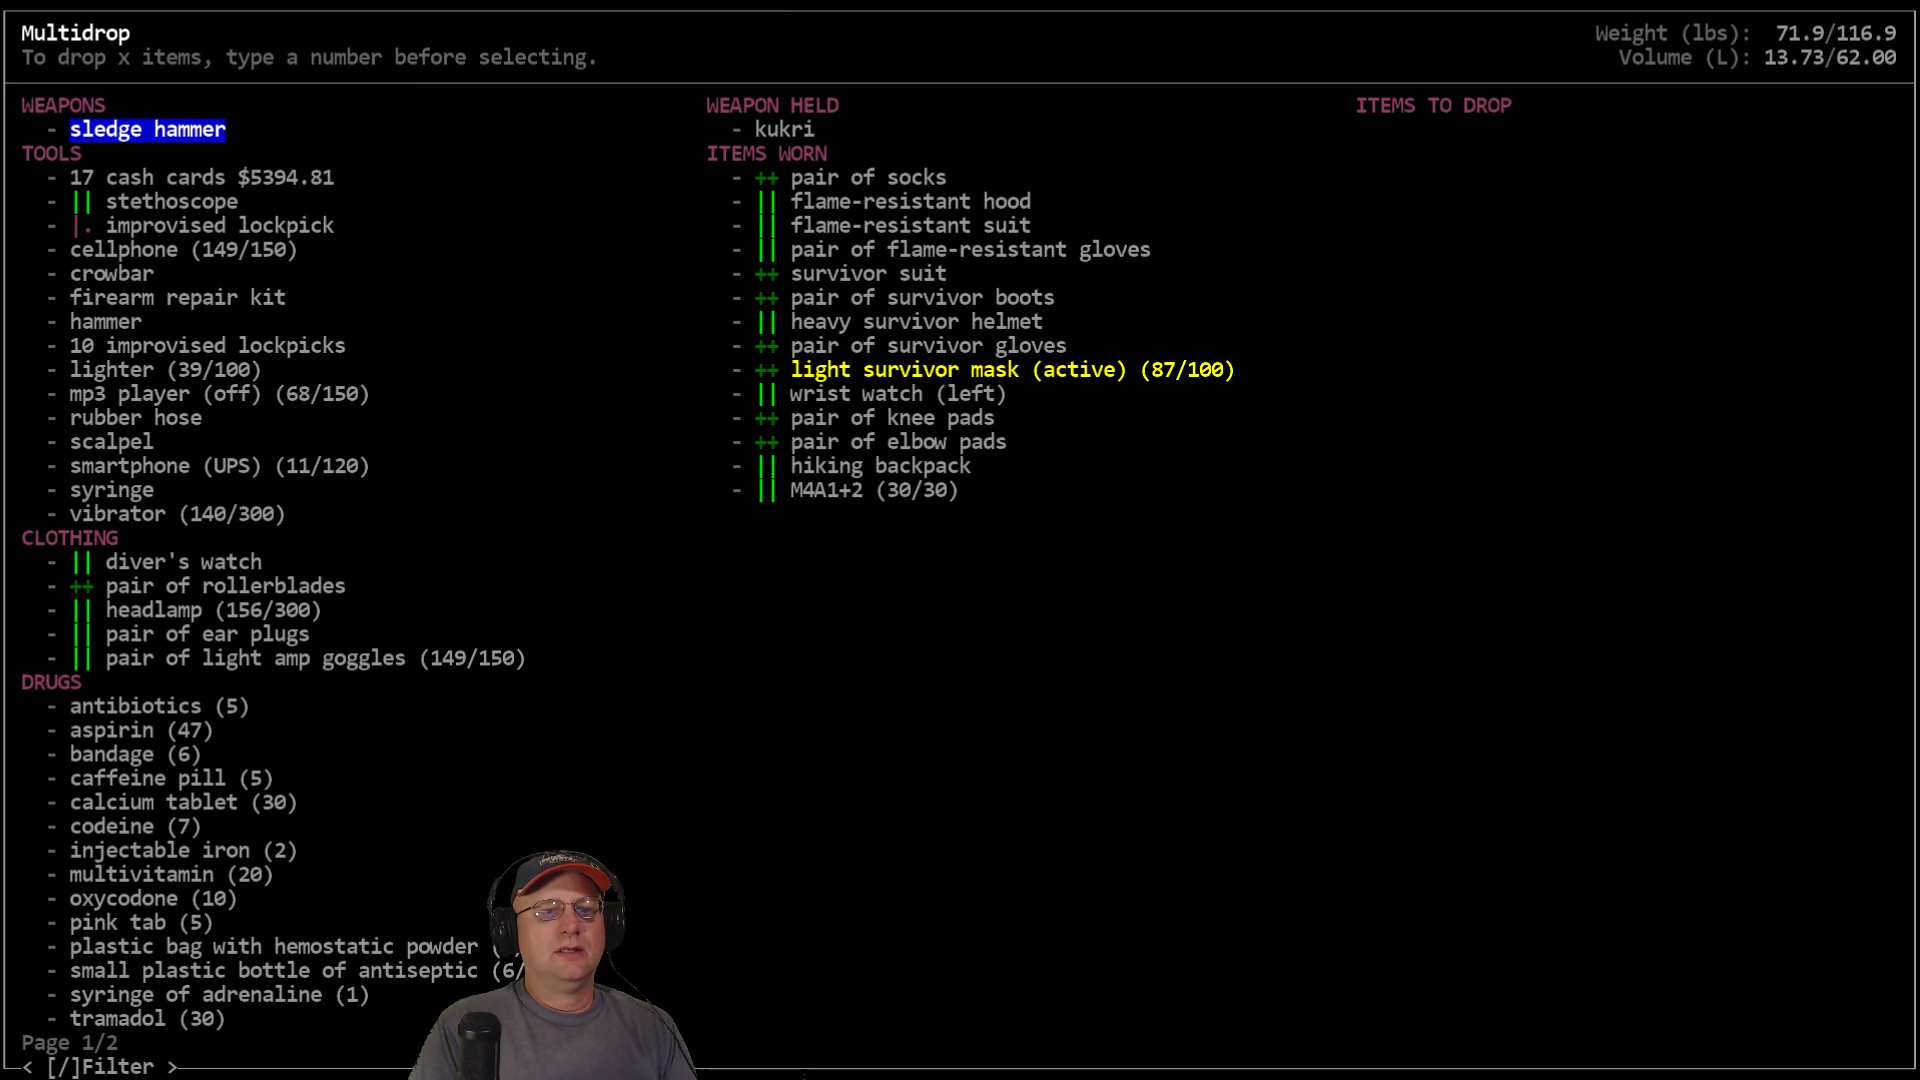 Multidrop
To drop x items, type a number before selecting.
Weight (lbs): 71.9/116.9
Volume (L): 13.73/62.00
WEAPONS
- sledge hammer
TOOLS
- 17 cash cards $5394.81
- || stethoscope
- |. improvised lockpick
- cellphone (149/150)
- crowbar
- firearm repair kit
- hammer
- 10 improvised lockpicks
- lighter (39/100)
- mp3 player (off) (68/150)
- rubber hose
- scalpel
- smartphone (UPS) (11/120)
- syringe
- vibrator (140/300)
CLOTHING
- || diver's watch
- ++ pair of rollerblades
- || headlamp (156/300)
- || pair of ear plugs
- || pair of light amp goggles (149/150)
DRUGS
- antibiotics (5)
- aspirin (47)
- bandage (6)
- caffeine pill (5)
- calcium tablet (30)
- codeine (7)
- injectable iron (2)
- multivitamin (20)
- oxycodone (10)
- pink tab (5)
- plastic bag with hemostatic powder (
- small plastic bottle of antiseptic (6/
- syringe of adrenaline (1)
- tramadol (30)
Page 1/2
< [/]Filter >
WEAPON HELD
- kukri
ITEMS WORN
- ++ pair of socks
- || flame-resistant hood
- || flame-resistant suit
- || pair of flame-resistant gloves
- ++ survivor suit
- ++ pair of survivor boots
- || heavy survivor helmet
- ++ pair of survivor gloves
- ++ light survivor mask (active) (87/100)
- || wrist watch (left)
- ++ pair of knee pads
- ++ pair of elbow pads
- || hiking backpack
- || M4A1+2 (30/30)
ITEMS TO DROP